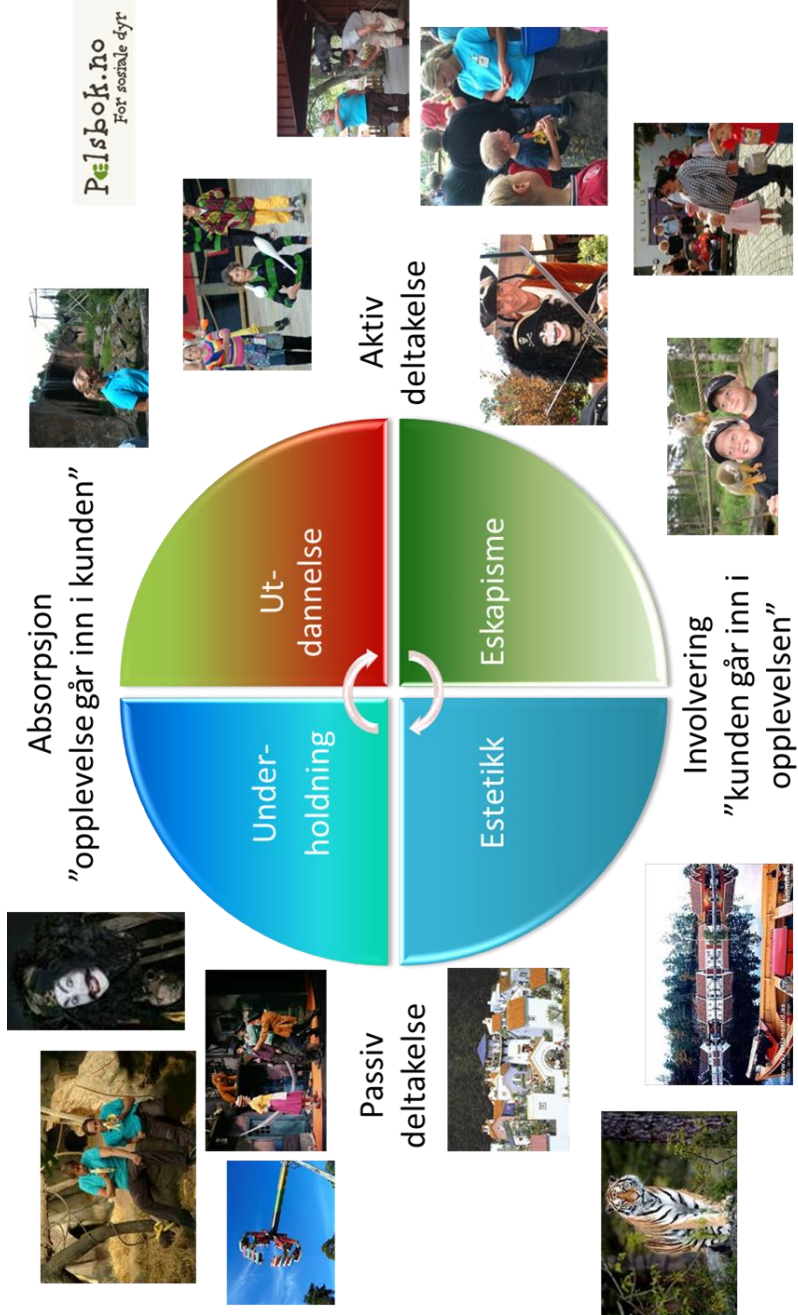 Pelsbok.no
For sosiale dyr
Absorpsjon
”opplevelse går inn i kunden”
Under-
holdning
Ut-
dannelse
Passiv
deltakelse
Aktiv
deltakelse
Estetikk
Eskapisme
Involvering
”kunden går inn i
opplevelsen”